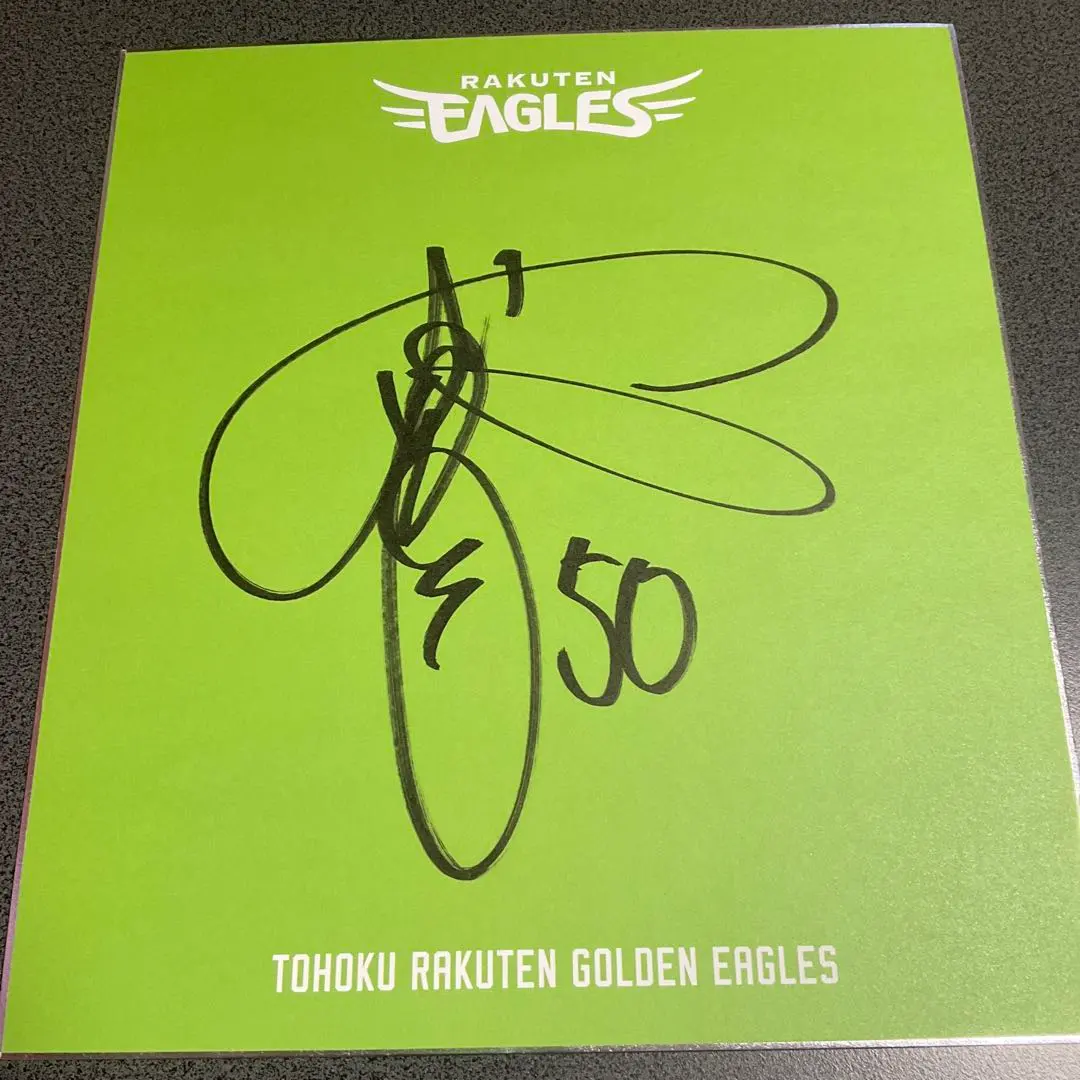 RAKUTEN
EAGLES
50
TOHOKU RAKUTEN GOLDEN EAGLES